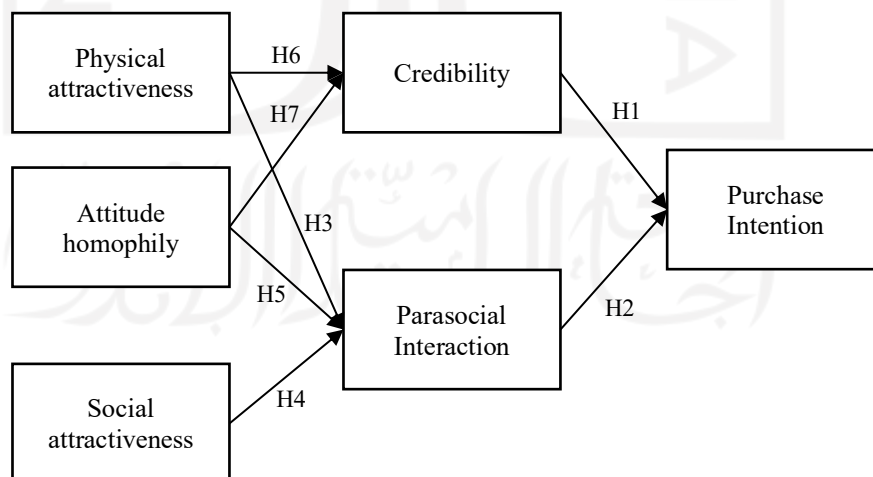 Physical
attractiveness
H6
Credibility
H7
H1
Attitude
homophily
H3
Purchase
Intention
H5
Parasocial
Interaction
H2
H4
Social
attractiveness